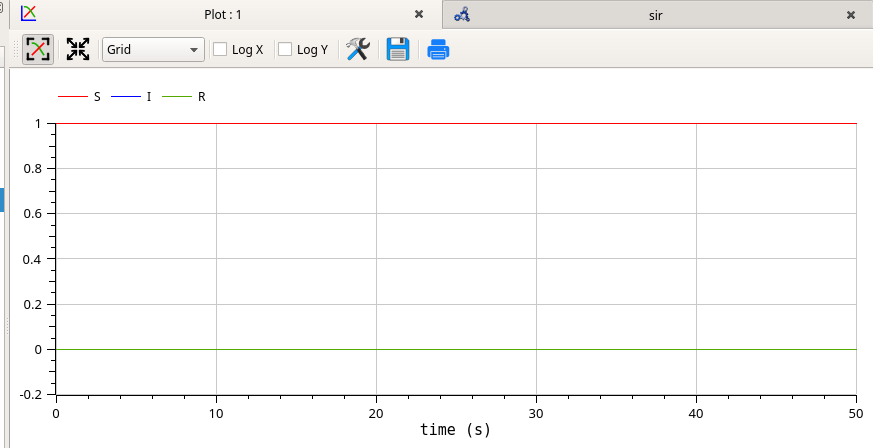 Plot : 1
sir
Grid
Log X
Log Y
S I R
1
0.8
0.6
0.4
0.2
0
-0.2
0 10 20 30 40 50
time (s)